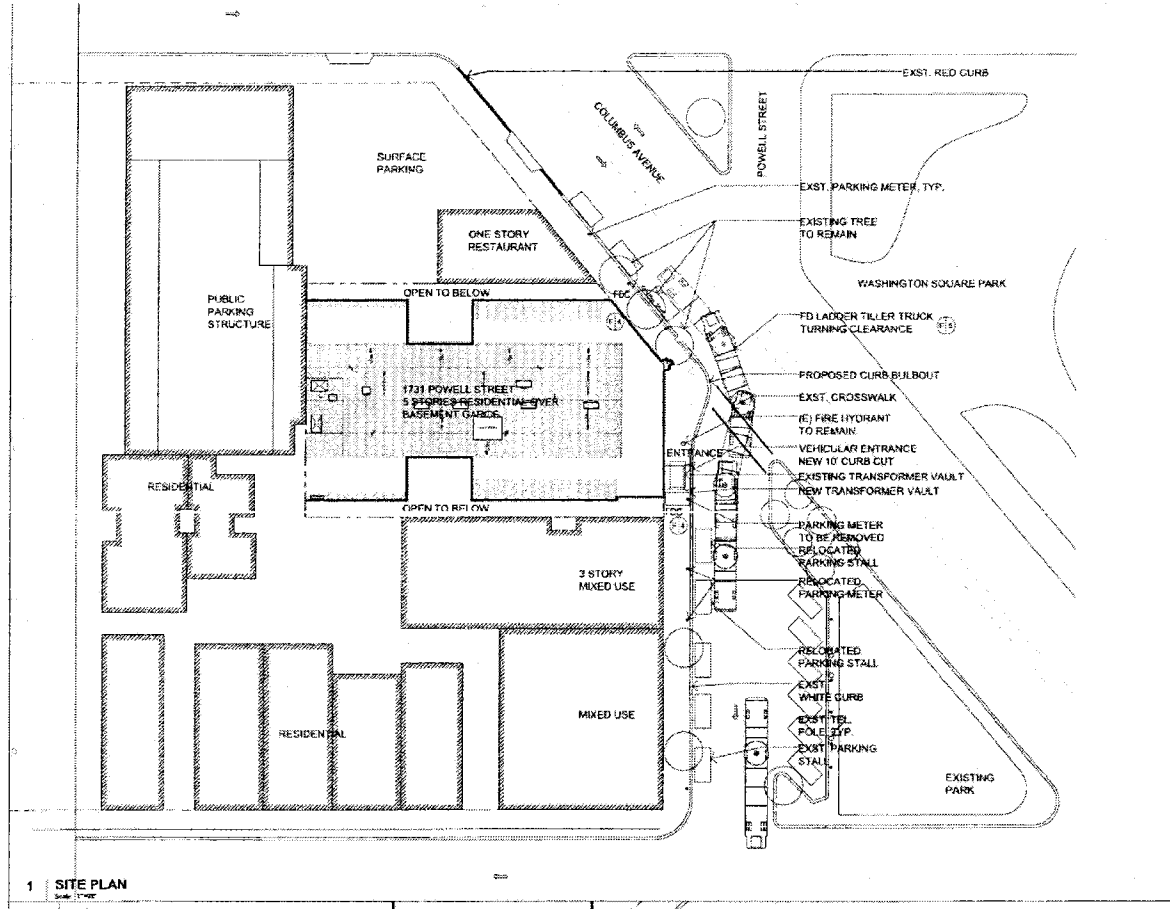 EXST. RED CURB
COLUMBUS AVENUE
POWELL STREET
SURFACE
PARKING
EXST. PARKING METER, TYP.
EXISTING TREE
TO REMAIN
ONE STORY
RESTAURANT
WASHINGTON SQUARE PARK
OPEN TO BELOW
FDC
PUBLIC
PARKING
STRUCTURE
FD LADDER TILLER TRUCK
TURNING CLEARANCE
PROPOSED CURB BULBOUT
1731 POWELL STREET
5 STORIES RESIDENTIAL OVER
BASEMENT GARGE
EXST. CROSSWALK
(E) FIRE HYDRANT
TO REMAIN
ENTRANCE
VEHICULAR ENTRANCE
NEW 10' CURB CUT
EXISTING TRANSFORMER VAULT
NEW TRANSFORMER VAULT
RESIDENTIAL
OPEN TO BELOW
PARKING METER
TO BE REMOVED
RELOCATED
PARKING STALL
3 STORY
MIXED USE
RELOCATED
PARKING METER
RELOCATED
PARKING STALL
EXST.
WHITE CURB
MIXED USE
EXST. TEL.
POLE, TYP.
RESIDENTIAL
EXST. PARKING
STALL
EXISTING
PARK
1 SITE PLAN